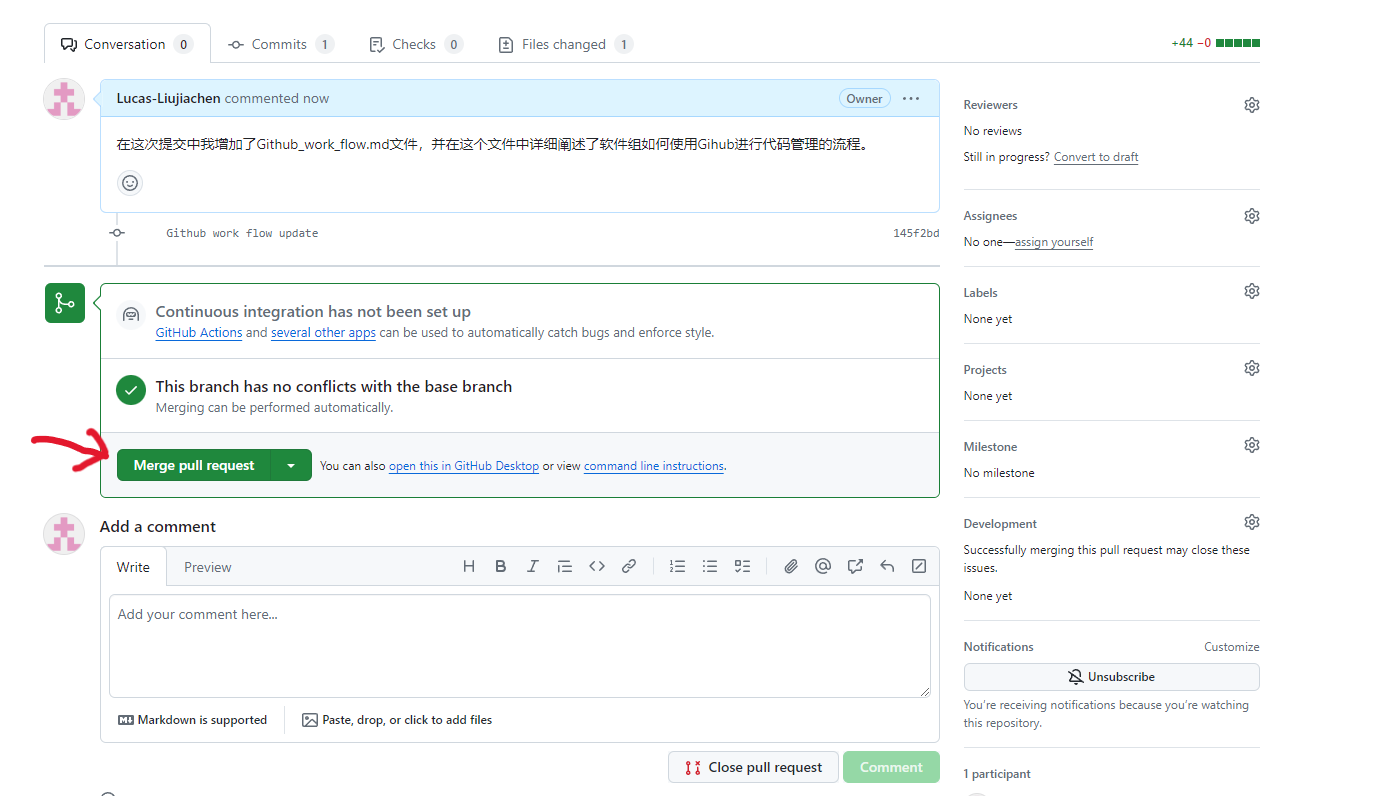 Conversation 0 Commits 1 Checks 0 Files changed 1 +44 −0
Lucas-Liujiachen commented now Owner
在这次提交中我增加了Github_work_flow.md文件，并在这个文件中详细阐述了软件组如何使用Gihub进行代码管理的流程。
Github work flow update 145f2bd
Continuous integration has not been set up
GitHub Actions and several other apps can be used to automatically catch bugs and enforce style.
This branch has no conflicts with the base branch
Merging can be performed automatically.
Merge pull request You can also open this in GitHub Desktop or view command line instructions.
Add a comment
Write Preview
Add your comment here...
Markdown is supported Paste, drop, or click to add files
Close pull request Comment
Reviewers
No reviews
Still in progress? Convert to draft
Assignees
No one—assign yourself
Labels
None yet
Projects
None yet
Milestone
No milestone
Development
Successfully merging this pull request may close these
issues.
None yet
Notifications Customize
Unsubscribe
You're receiving notifications because you're watching
this repository.
1 participant